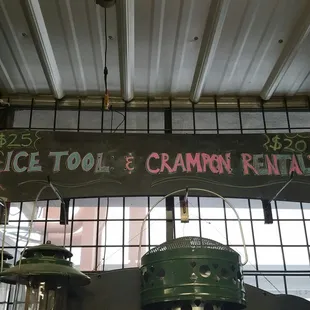 $25 $20
ICE TOOL & CRAMPON RENTAL